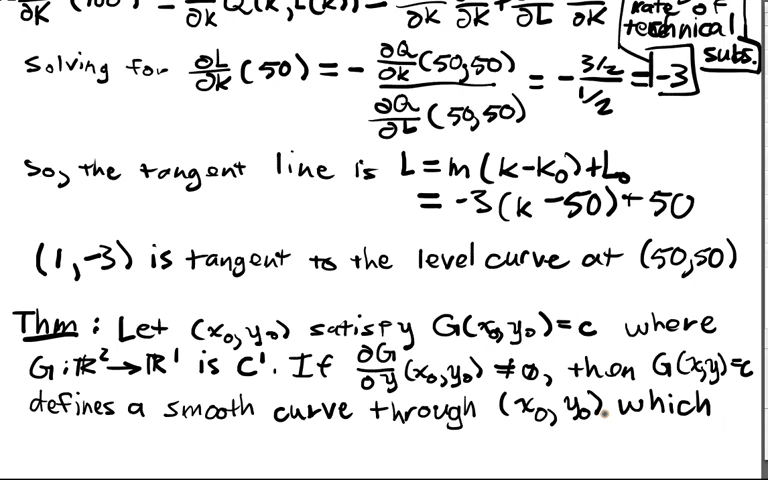 rate of
technical
subs.
Solving for ∂L/∂K (50) = - ∂Q/∂K (50,50) / ∂Q/∂L (50,50) = - 3/2 / 1/2 = -3
So, the tangent line is L = m (K-K₀)+L₀
= -3(K-50)+50
(1,-3) is tangent to the level curve at (50,50)
Thm: Let (x₀,y₀) satisfy G(x₀,y₀)=c where
G: ℝ² → ℝ¹ is C¹. If ∂G/∂y (x₀,y₀) ≠ 0, then G(x,y)=c
defines a smooth curve through (x₀,y₀) which